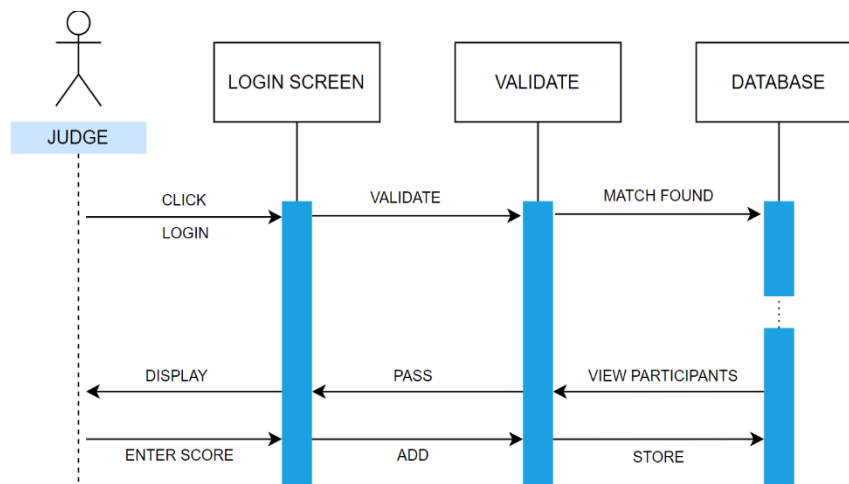 LOGIN SCREEN
VALIDATE
DATABASE
JUDGE
CLICK
LOGIN
VALIDATE
MATCH FOUND
DISPLAY
PASS
VIEW PARTICIPANTS
ENTER SCORE
ADD
STORE